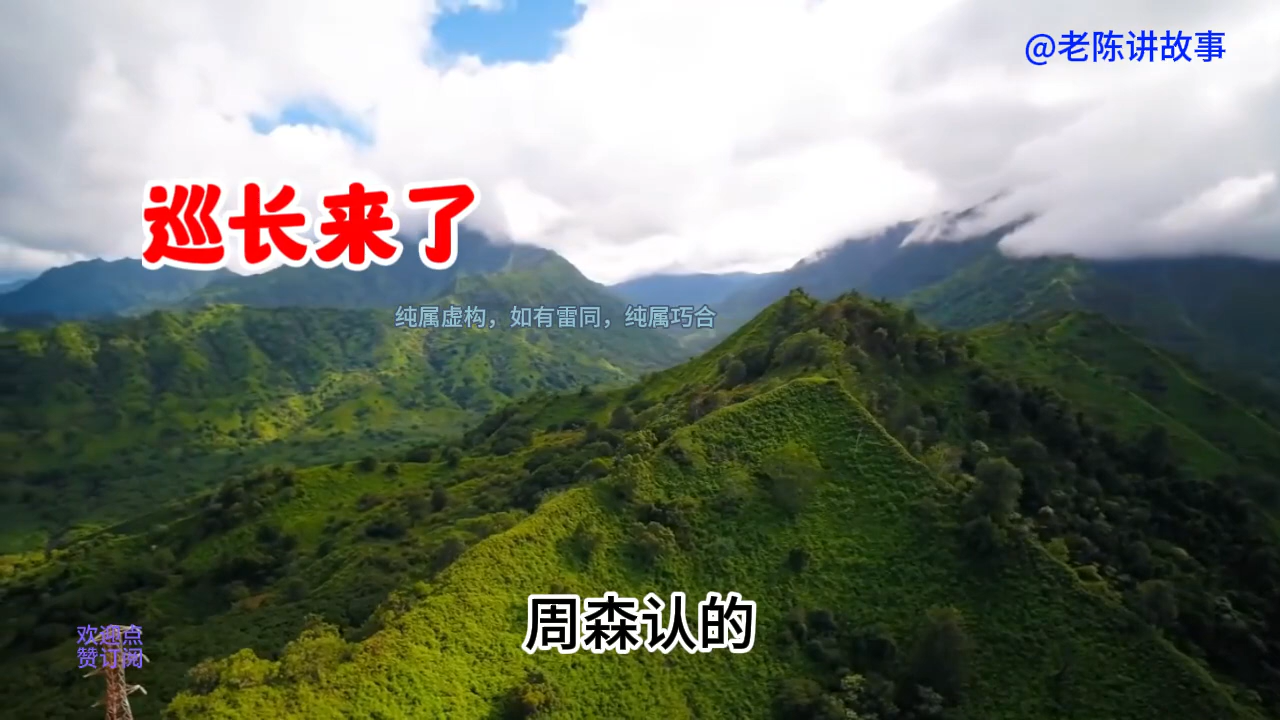 @老陈讲故事
巡长来了
纯属虚构，如有雷同，纯属巧合
周森认的
欢迎点
赞订阅